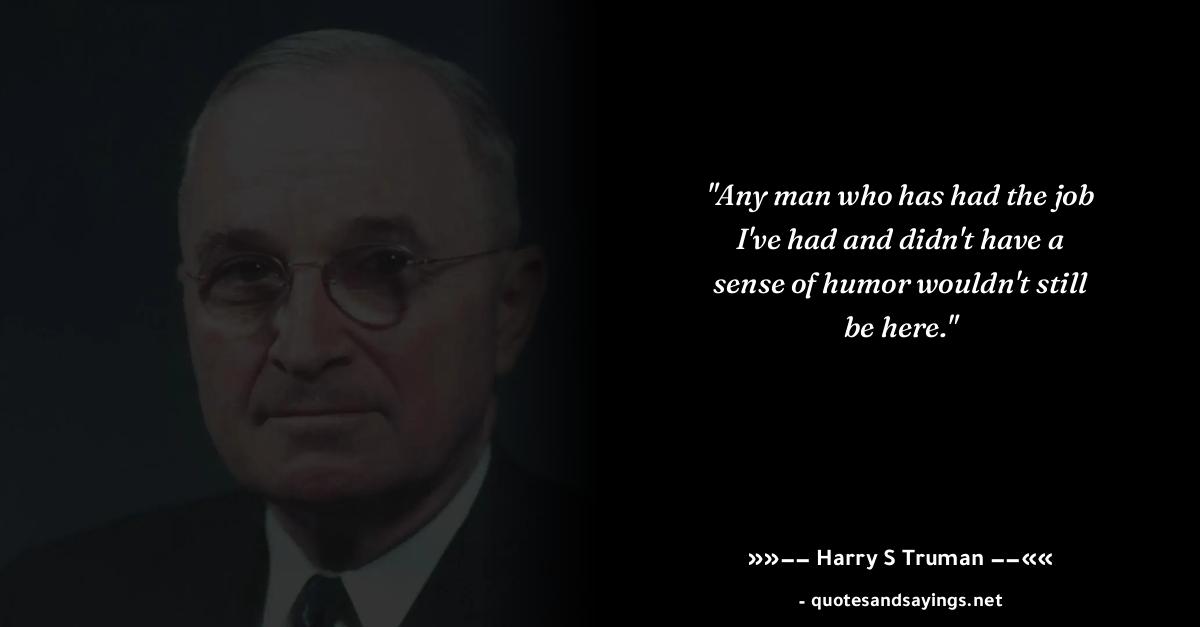 "Any man who has had the job
I've had and didn't have a
sense of humor wouldn't still
be here."
»»−− Harry S Truman −−««
- quotesandsayings.net